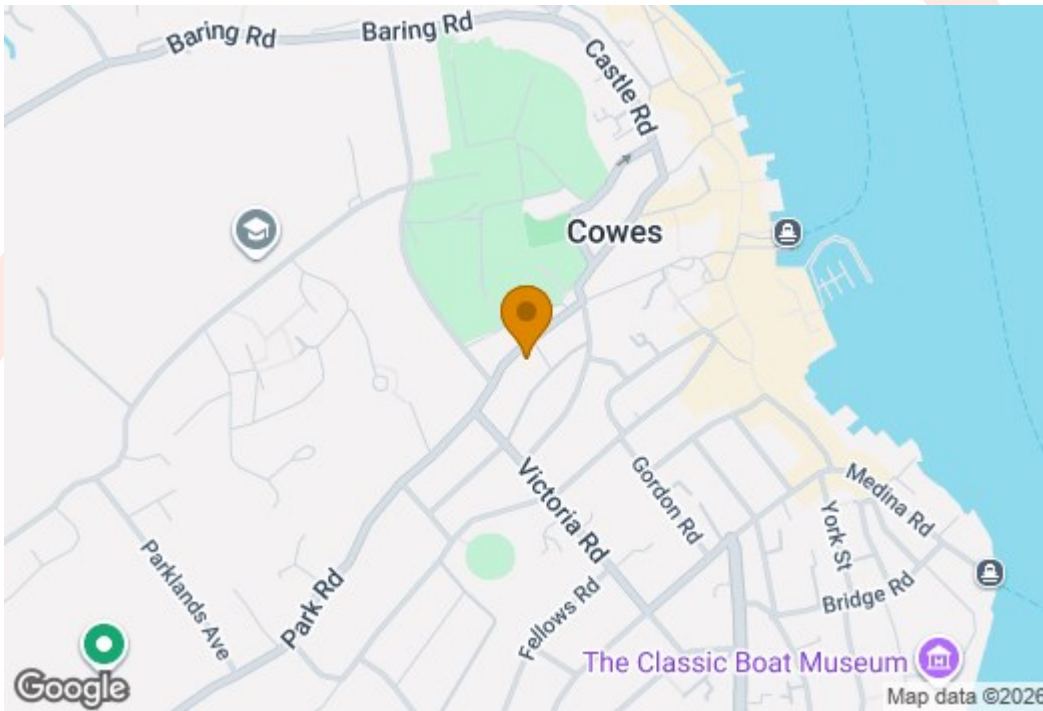 Baring Rd
Baring Rd
Castle Rd
Cowes
Victoria Rd
Gordon Rd
Medina Rd
York St
Bridge Rd
Parklands Ave
Park Rd
Fellows Rd
The Classic Boat Museum
Google
Map data ©2026